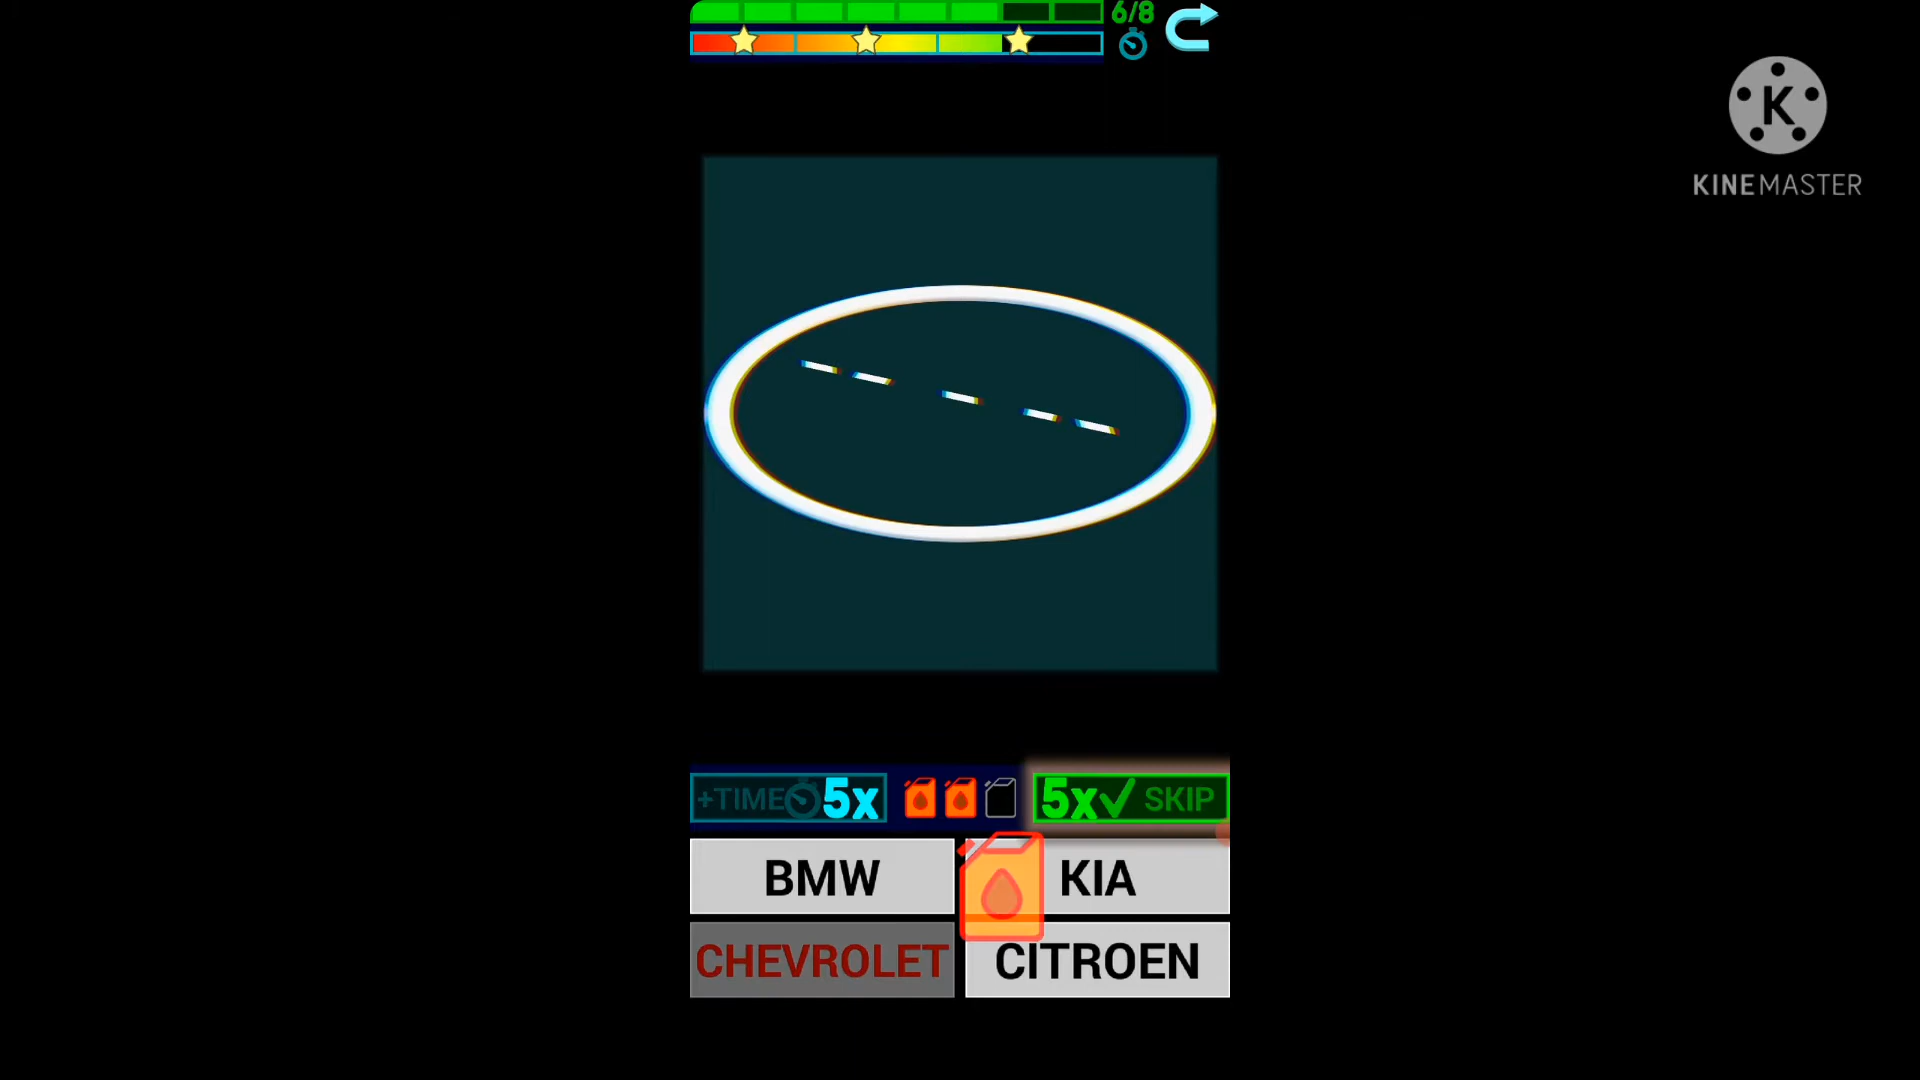 6/8
K
KINEMASTER
+TIME 5x
5x SKIP
BMW
KIA
CHEVROLET
CITROEN